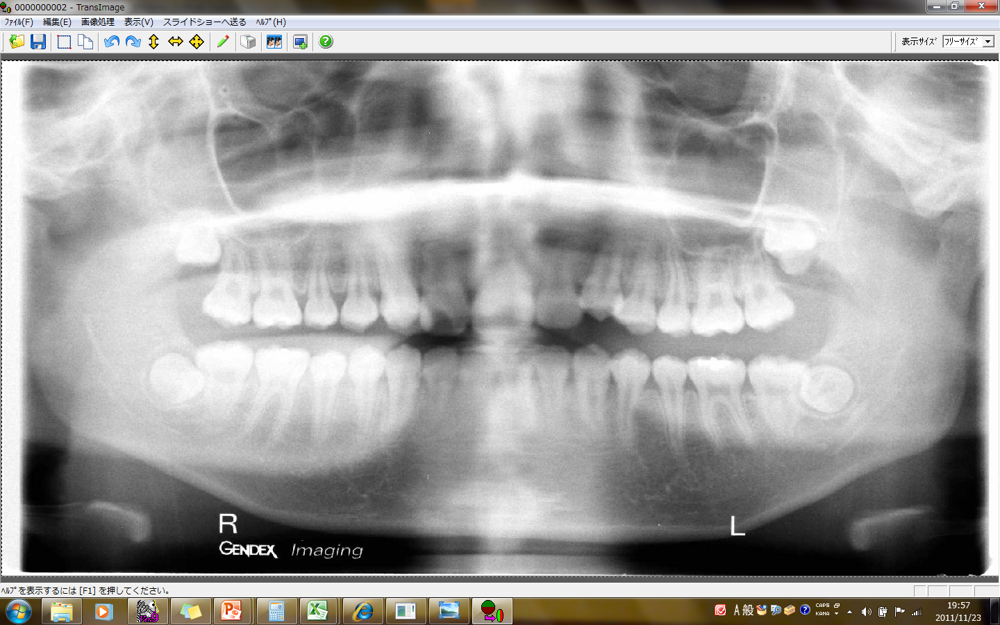 0000000002 - TransImage
ﾌｧｲﾙ(F) 編集(E) 画像処理 表示(V) スライドショーへ送る ﾍﾙﾌﾟ(H)
表示ｻｲｽﾞ ﾌﾘｰｻｲｽﾞ
R
L
GENDEX Imaging
ﾍﾙﾌﾟを表示するには [F1] を押してください。
A 般
CAPS
KANA
19:57
2011/11/23